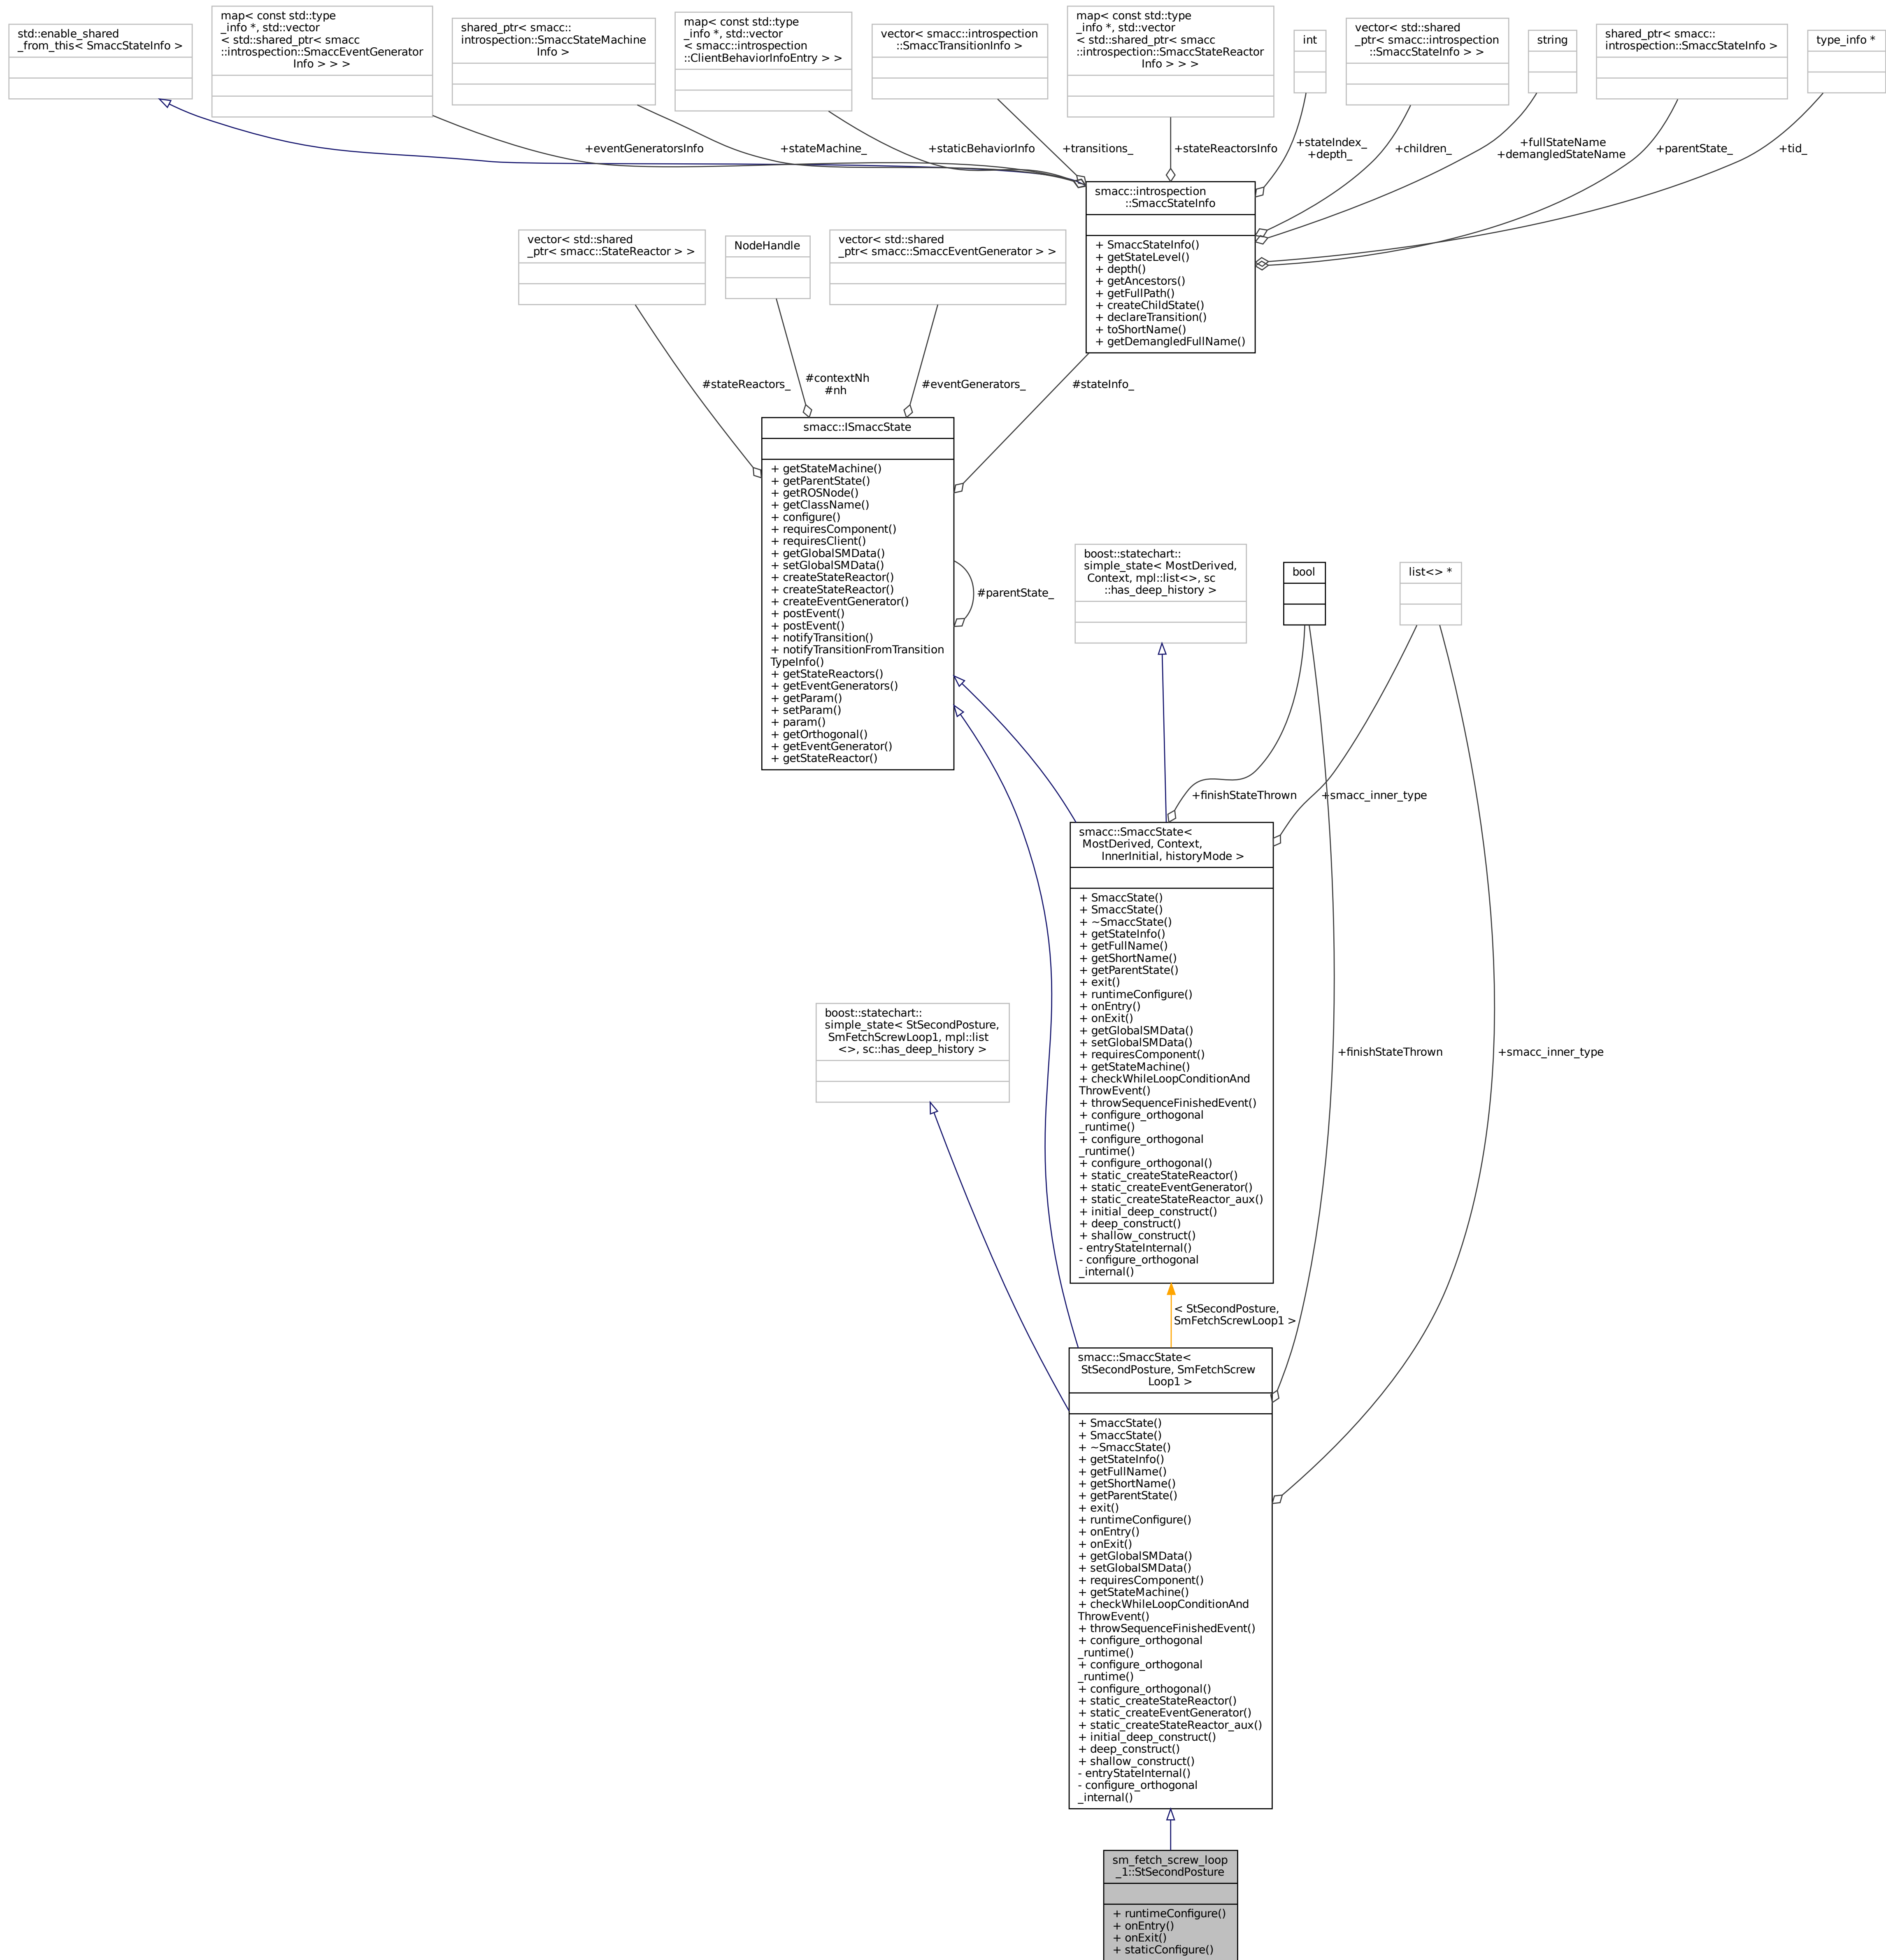 std::enable_shared
_from_this< SmaccStateInfo >
map< const std::type
_info *, std::vector
< std::shared_ptr< smacc
::introspection::SmaccEventGenerator
Info > > >
shared_ptr< smacc::
introspection::SmaccStateMachine
Info >
map< const std::type
_info *, std::vector
< smacc::introspection
::ClientBehaviorInfoEntry > >
vector< smacc::introspection
::SmaccTransitionInfo >
map< const std::type
_info *, std::vector
< std::shared_ptr< smacc
::introspection::SmaccStateReactor
Info > > >
int
vector< std::shared
_ptr< smacc::introspection
::SmaccStateInfo > >
string
shared_ptr< smacc::
introspection::SmaccStateInfo >
type_info *
+eventGeneratorsInfo
+stateMachine_
+staticBehaviorInfo
+transitions_
+stateReactorsInfo
+stateIndex_
+depth_
+children_
+fullStateName
+demangledStateName
+parentState_
+tid_
smacc::introspection
::SmaccStateInfo
+ SmaccStateInfo()
+ getStateLevel()
+ depth()
+ getAncestors()
+ getFullPath()
+ createChildState()
+ declareTransition()
+ toShortName()
+ getDemangledFullName()
vector< std::shared
_ptr< smacc::StateReactor > >
NodeHandle
vector< std::shared
_ptr< smacc::SmaccEventGenerator > >
#stateReactors_
#contextNh
#nh
#eventGenerators_
#stateInfo_
smacc::ISmaccState
+ getStateMachine()
+ getParentState()
+ getROSNode()
+ getClassName()
+ configure()
+ requiresComponent()
+ requiresClient()
+ getGlobalSMData()
+ setGlobalSMData()
+ createStateReactor()
+ createStateReactor()
+ createEventGenerator()
+ postEvent()
+ postEvent()
+ notifyTransition()
+ notifyTransitionFromTransition
TypeInfo()
+ getStateReactors()
+ getEventGenerators()
+ getParam()
+ setParam()
+ param()
+ getOrthogonal()
+ getEventGenerator()
+ getStateReactor()
#parentState_
boost::statechart::
simple_state< MostDerived,
Context, mpl::list<>, sc
::has_deep_history >
bool
list<> *
+finishStateThrown
+smacc_inner_type
smacc::SmaccState<
MostDerived, Context,
InnerInitial, historyMode >
+ SmaccState()
+ SmaccState()
+ ~SmaccState()
+ getStateInfo()
+ getFullName()
+ getShortName()
+ getParentState()
+ exit()
+ runtimeConfigure()
+ onEntry()
+ onExit()
+ getGlobalSMData()
+ setGlobalSMData()
+ requiresComponent()
+ getStateMachine()
+ checkWhileLoopConditionAnd
ThrowEvent()
+ throwSequenceFinishedEvent()
+ configure_orthogonal
_runtime()
+ configure_orthogonal
_runtime()
+ configure_orthogonal()
+ static_createStateReactor()
+ static_createEventGenerator()
+ static_createStateReactor_aux()
+ initial_deep_construct()
+ deep_construct()
+ shallow_construct()
- entryStateInternal()
- configure_orthogonal
_internal()
boost::statechart::
simple_state< StSecondPosture,
SmFetchScrewLoop1, mpl::list
<>, sc::has_deep_history >
+finishStateThrown
+smacc_inner_type
< StSecondPosture,
SmFetchScrewLoop1 >
smacc::SmaccState<
StSecondPosture, SmFetchScrew
Loop1 >
+ SmaccState()
+ SmaccState()
+ ~SmaccState()
+ getStateInfo()
+ getFullName()
+ getShortName()
+ getParentState()
+ exit()
+ runtimeConfigure()
+ onEntry()
+ onExit()
+ getGlobalSMData()
+ setGlobalSMData()
+ requiresComponent()
+ getStateMachine()
+ checkWhileLoopConditionAnd
ThrowEvent()
+ throwSequenceFinishedEvent()
+ configure_orthogonal
_runtime()
+ configure_orthogonal
_runtime()
+ configure_orthogonal()
+ static_createStateReactor()
+ static_createEventGenerator()
+ static_createStateReactor_aux()
+ initial_deep_construct()
+ deep_construct()
+ shallow_construct()
- entryStateInternal()
- configure_orthogonal
_internal()
sm_fetch_screw_loop
_1::StSecondPosture
+ runtimeConfigure()
+ onEntry()
+ onExit()
+ staticConfigure()